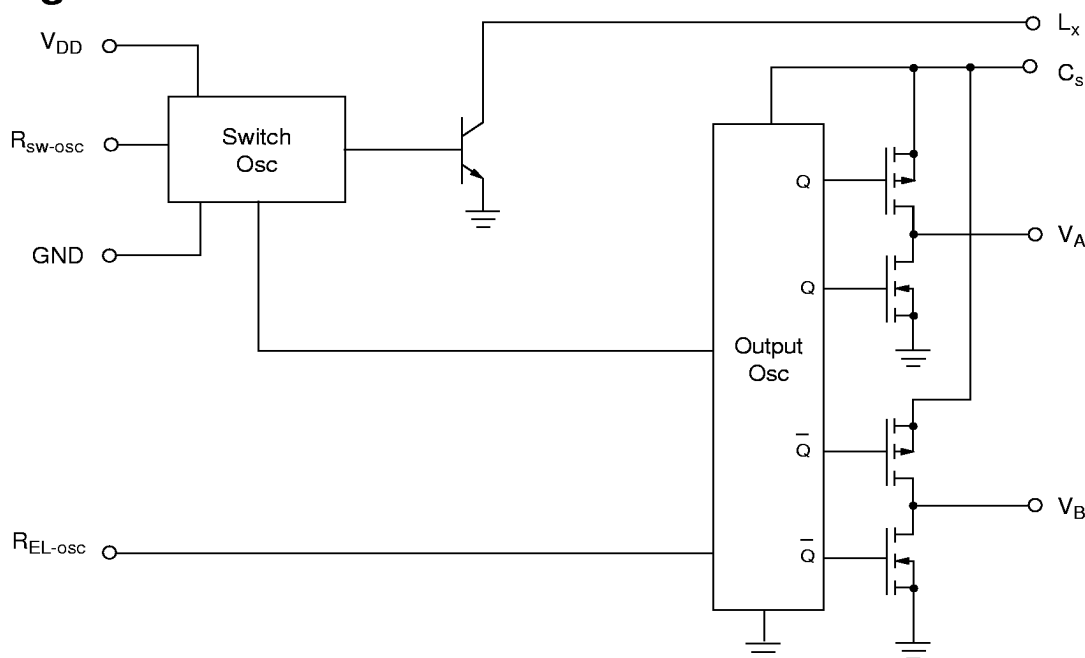 V_DD
R_sw-osc
GND
Switch
Osc
L_x
C_s
Q
V_A
Q
Output
Osc
Q̅
V_B
R_EL-osc
Q̅